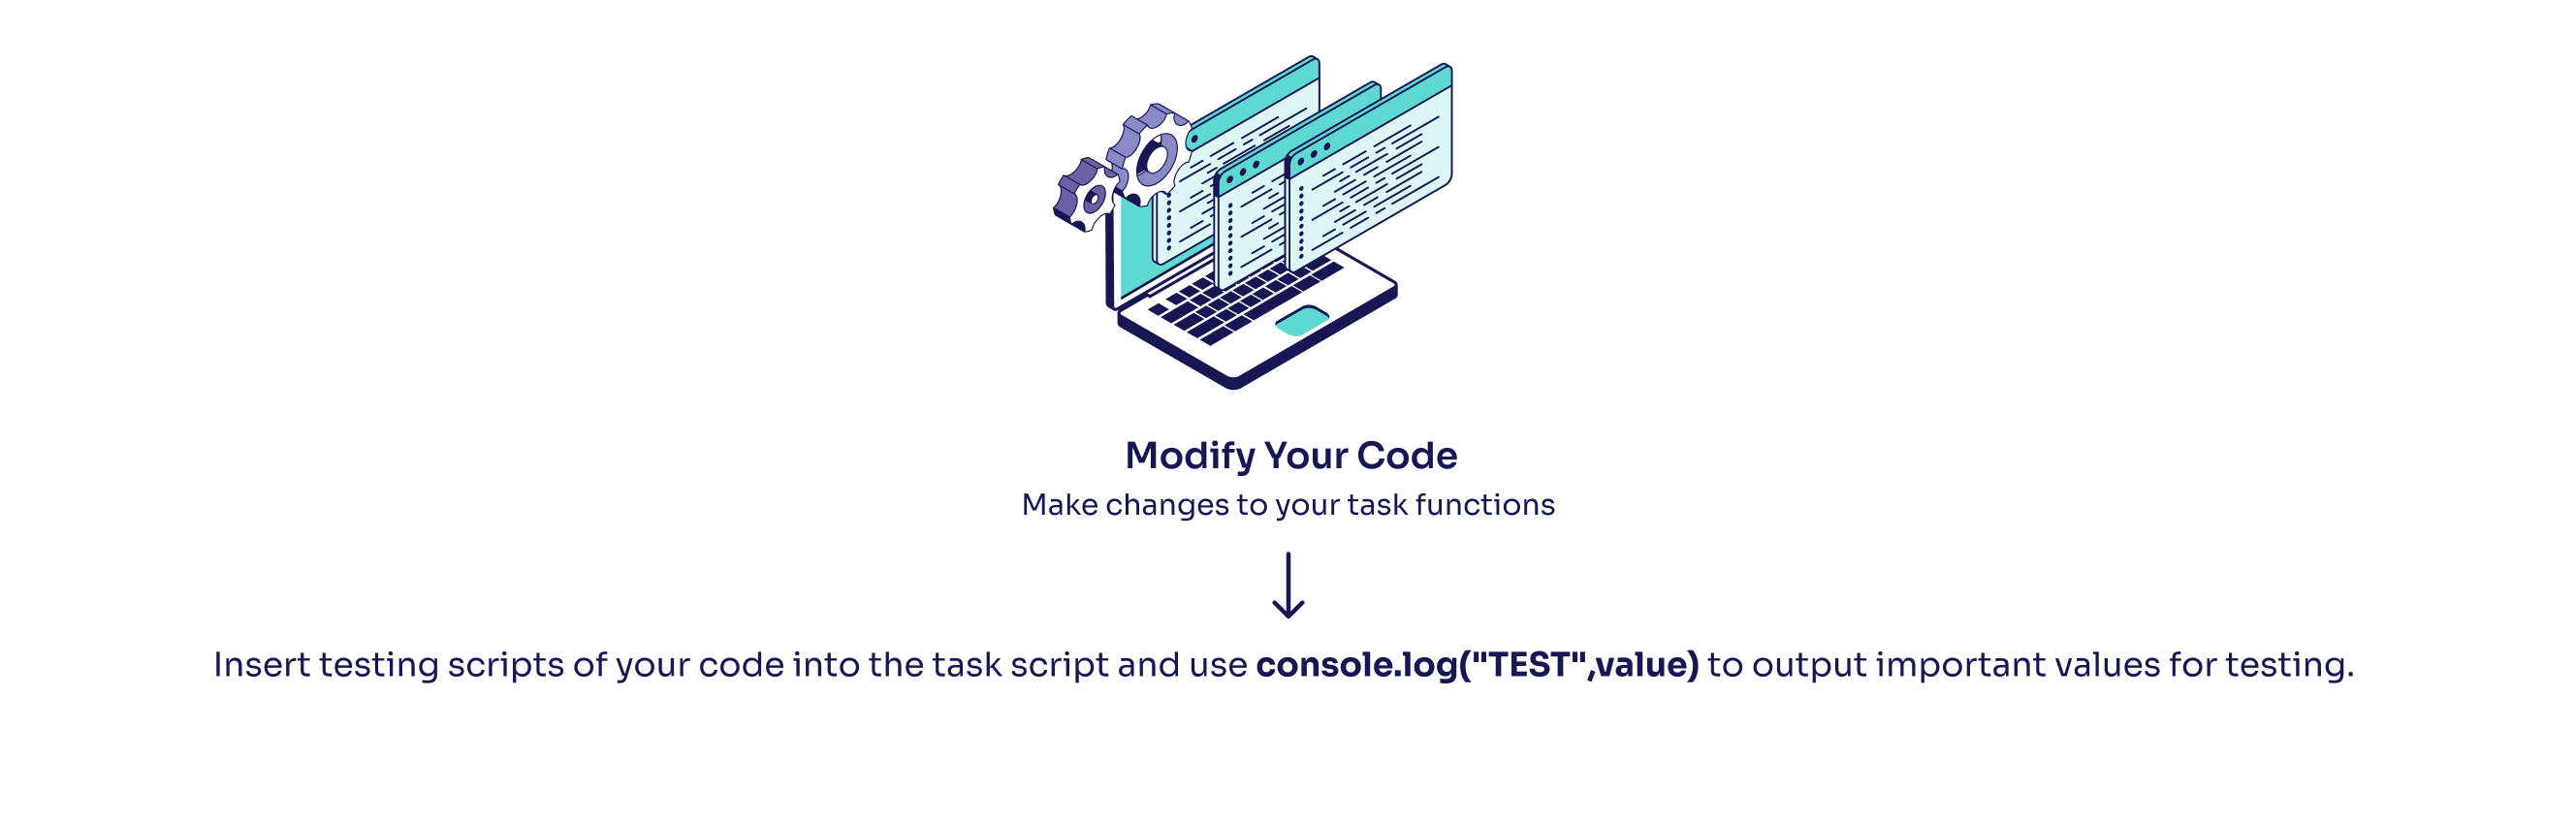 Modify Your Code
Make changes to your task functions
Insert testing scripts of your code into the task script and use console.log("TEST",value) to output important values for testing.